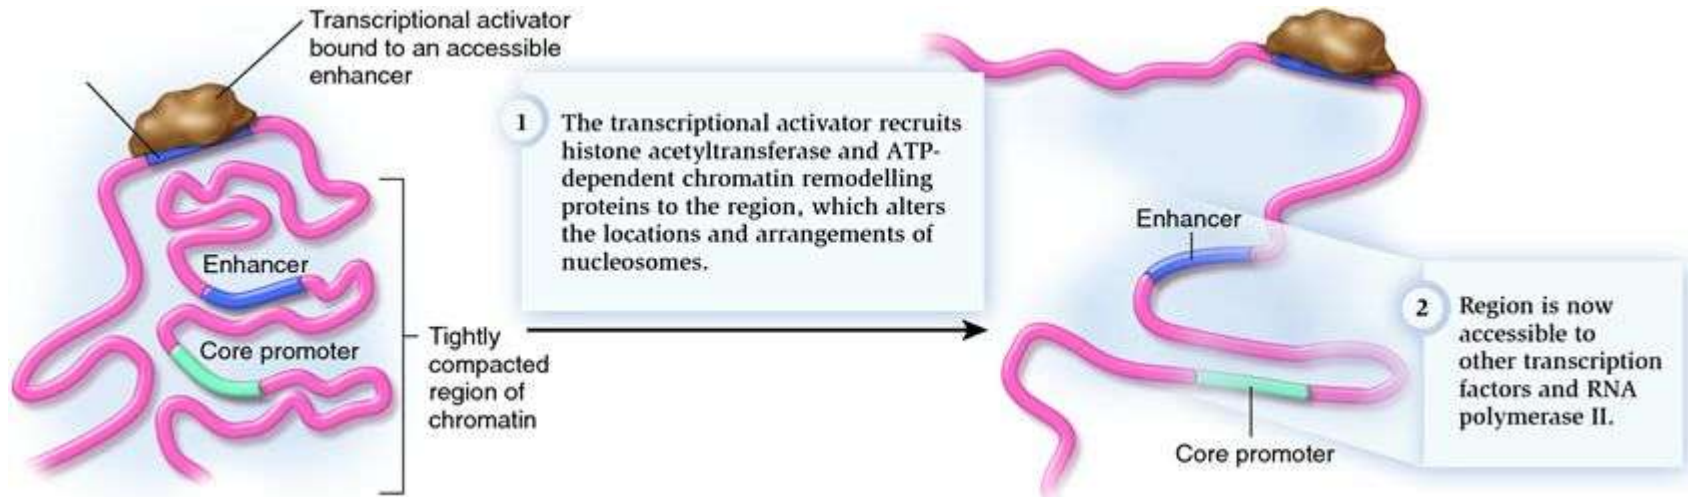 Transcriptional activator
bound to an accessible
enhancer
Enhancer
Core promoter
Tightly
compacted
region of
chromatin
1
The transcriptional activator recruits
histone acetyltransferase and ATP-
dependent chromatin remodelling
proteins to the region, which alters
the locations and arrangements of
nucleosomes.
Enhancer
Core promoter
2
Region is now
accessible to
other transcription
factors and RNA
polymerase II.